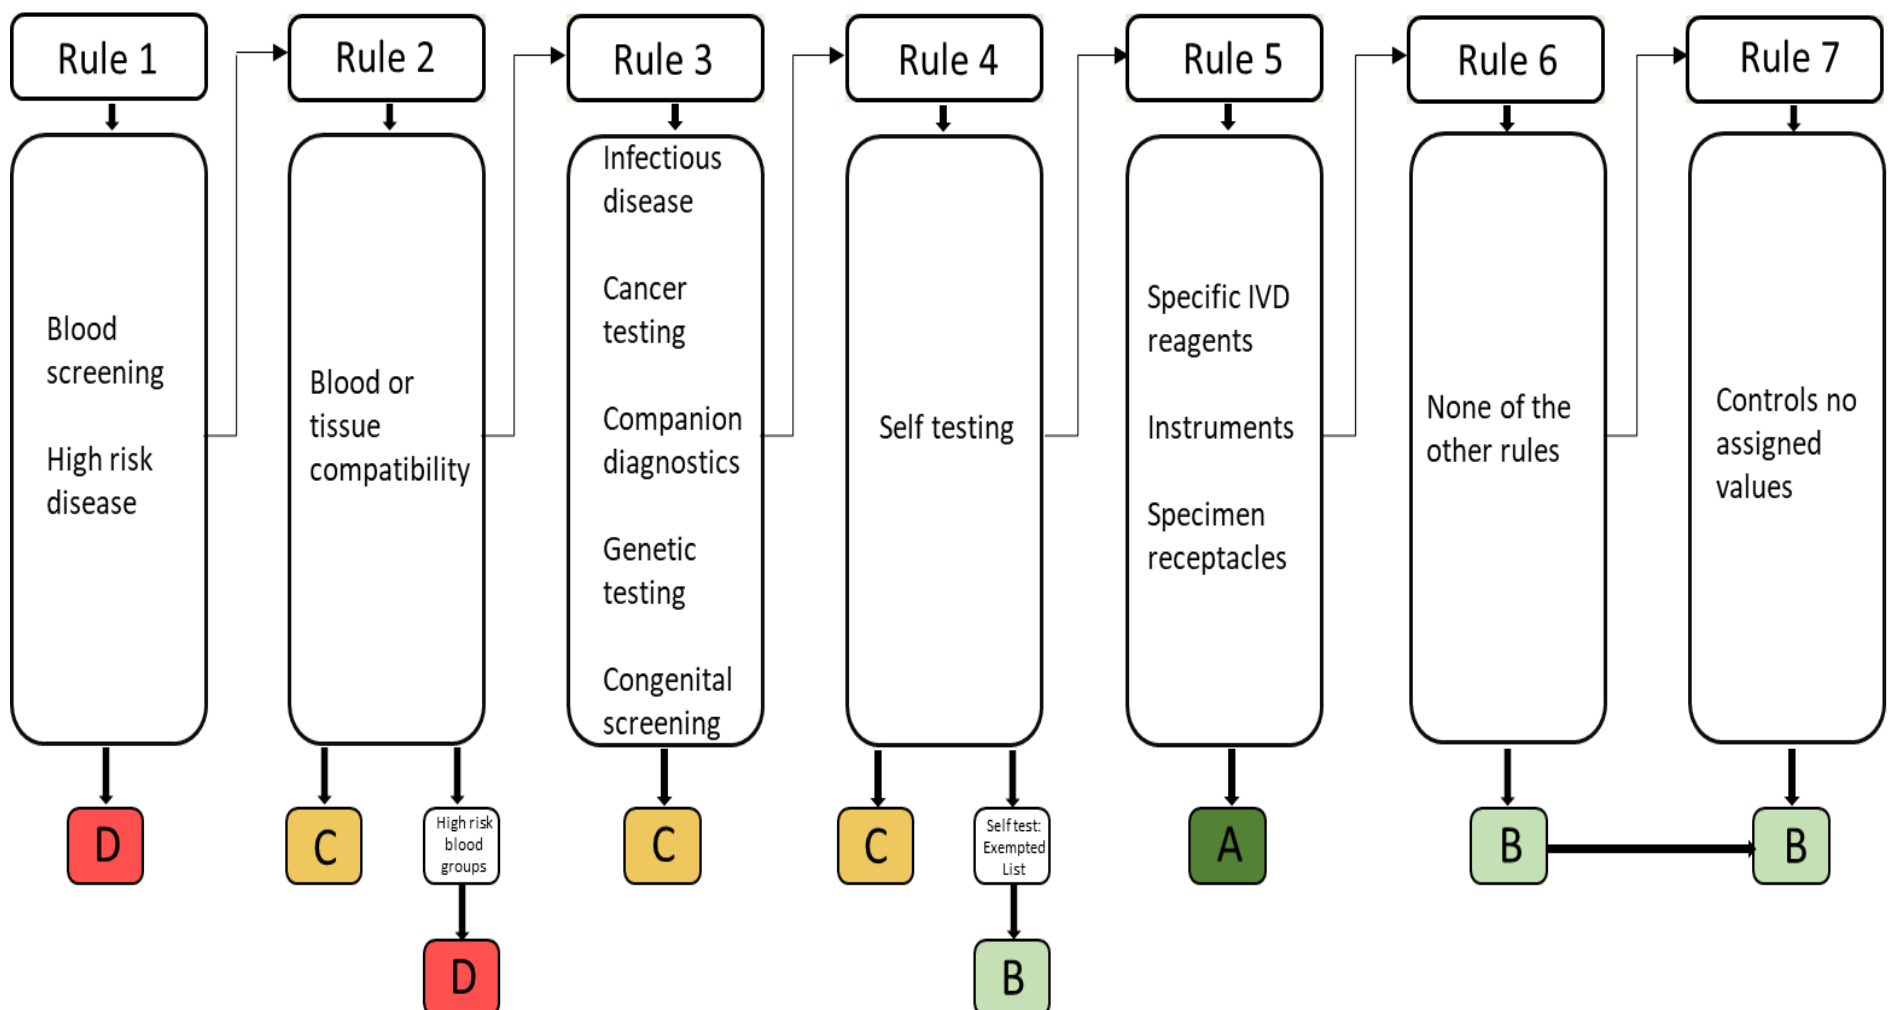 Rule 1
Rule 2
Rule 3
Rule 4
Rule 5
Rule 6
Rule 7
Blood
screening
High risk
disease
Blood or
tissue
compatibility
Infectious
disease
Cancer
testing
Companion
diagnostics
Genetic
testing
Congenital
screening
Self testing
Specific IVD
reagents
Instruments
Specimen
receptacles
None of the
other rules
Controls no
assigned
values
D
C
High risk
blood
groups
D
C
C
Self test:
Exempted
List
B
A
B
B